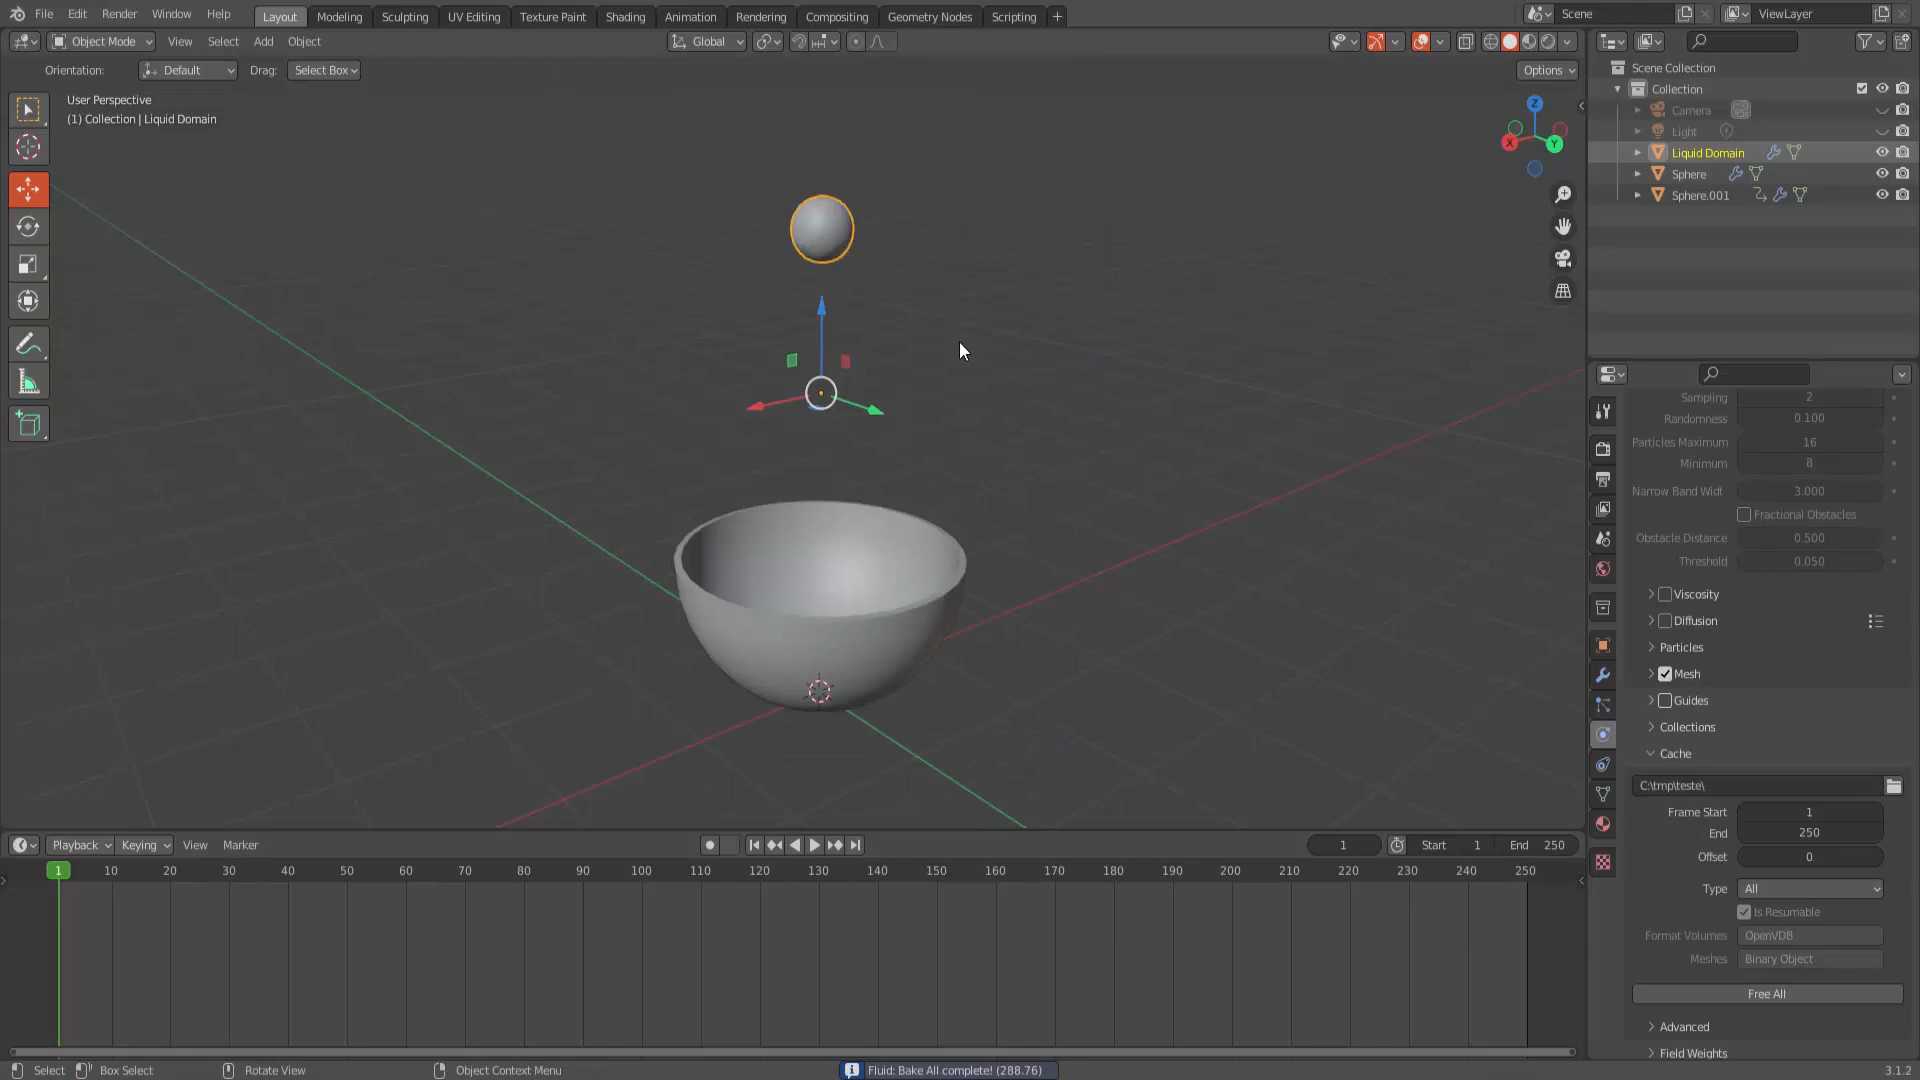 File Edit Render Window Help Layout Modeling Sculpting UV Editing Texture Paint Shading Animation Rendering Compositing Geometry Nodes Scripting + Scene ViewLayer
Object Mode View Select Add Object Global
Orientation: Default Drag: Select Box Options
User Perspective
(1) Collection | Liquid Domain
Z
X
Y
Scene Collection
Collection
Camera
Light
Liquid Domain
Sphere
Sphere.001
Sampling 2
Randomness 0.100
Particles Maximum 16
Minimum 8
Narrow Band Widt 3.000
Fractional Obstacles
Obstacle Distance 0.500
Threshold 0.050
Viscosity
Diffusion
Particles
Mesh
Guides
Collections
Cache
C:\tmp\teste\
Frame Start 1
End 250
Offset 0
Type All
Is Resumable
Format Volumes OpenVDB
Meshes Binary Object
Free All
Advanced
Field Weights
Playback Keying View Marker 1 Start 1 End 250
1 10 20 30 40 50 60 70 80 90 100 110 120 130 140 150 160 170 180 190 200 210 220 230 240 250
Select Box Select Rotate View Object Context Menu Fluid: Bake All complete! (288.76) 3.1.2